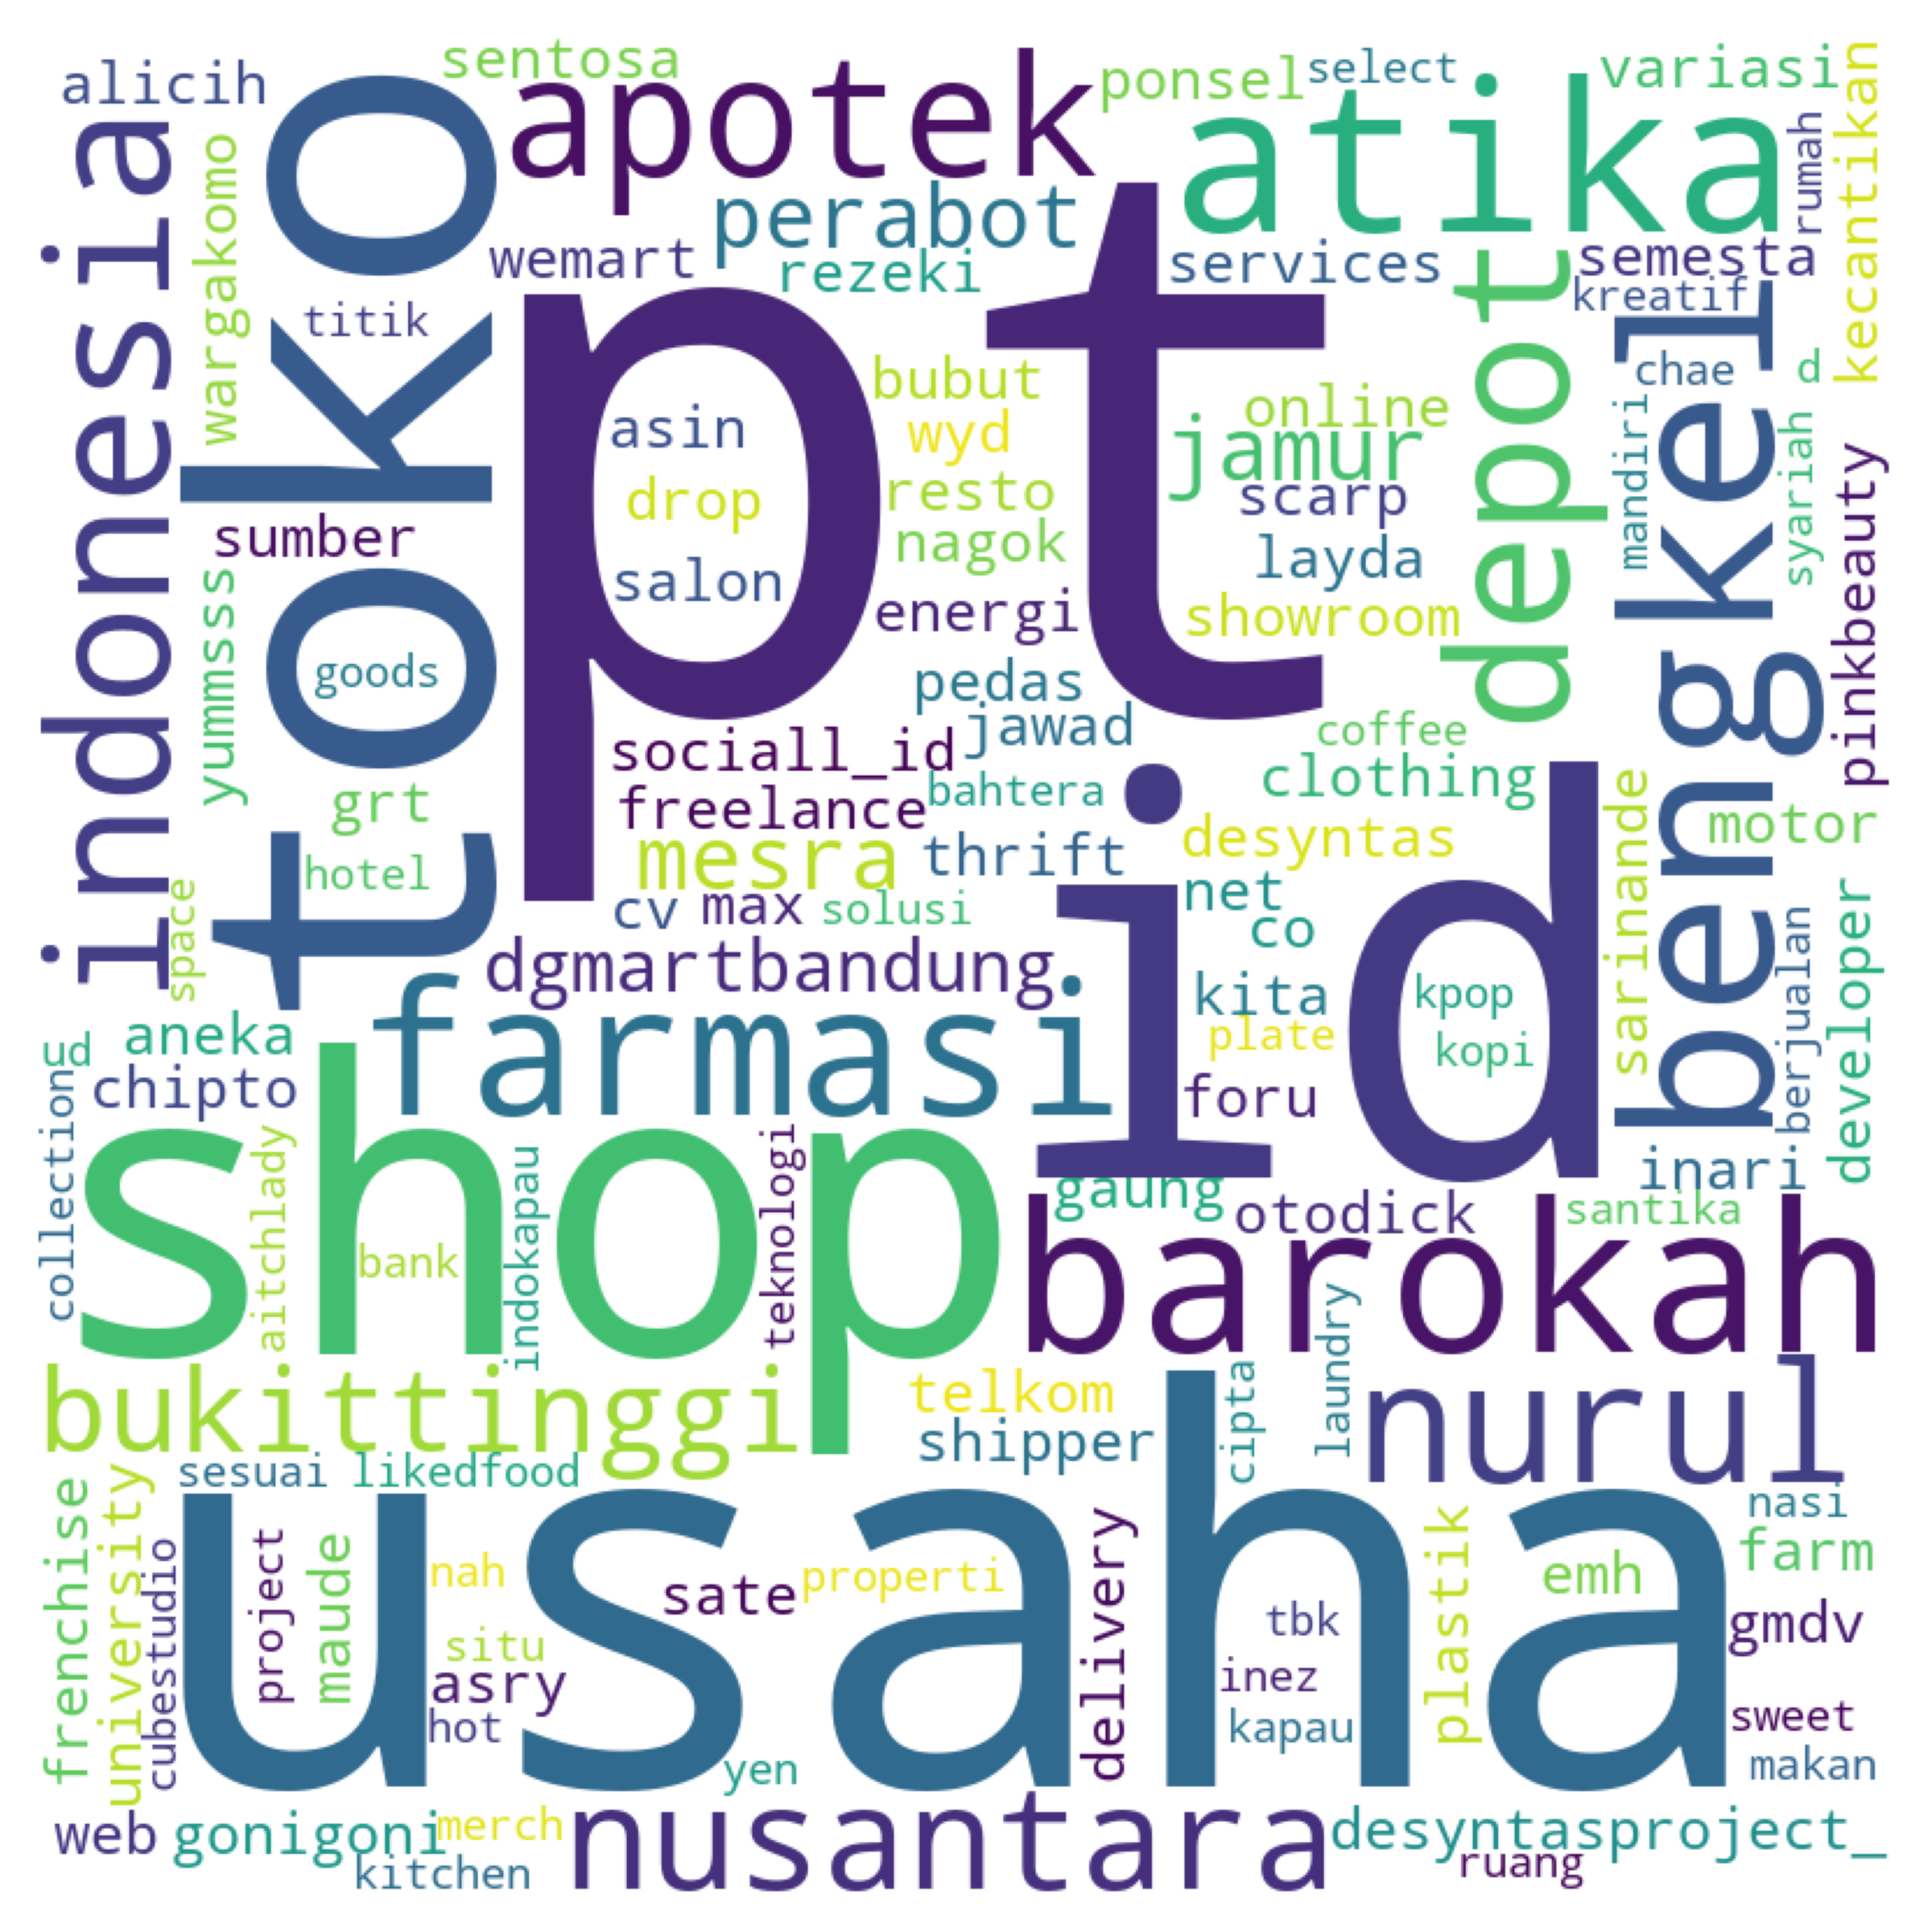 sentosa
apotek
ponsel
select
variasi
alicih
atika
kecantikan
rumah
indonesia
toko
wargakomo
perabot
wemart
rezeki
services
semesta
kreatif
titik
pt
depot
bengkel
chae
d
bubut
online
asin
wyd
jamur
mandiri
syariah
pinkbeauty
drop
resto
scarp
sumber
nagok
layda
salon
energi
showroom
yummsss
goods
pedas
jawad
coffee
sociall_id
clothing
bahtera
freelance
grt
id
desyntas
motor
sarinande
mesra
thrift
hotel
net
cv
max
solusi
co
space
dgmartbandung
developer
berjualan
kita
kpop
farmasi
plate
kopi
aneka
ud
chipto
foru
collection
shop
inari
gaung
otodick
santika
aitchlady
indokapau
teknologi
barokah
bank
laundry
bukittinggi
telkom
cipta
nurul
shipper
sesuai
likedfood
nasi
frenchise
university
usaha
delivery
plastik
farm
cubestudio
project
maude
nah
properti
emh
sate
tbk
gmdv
situ
asry
inez
hot
kapau
sweet
yen
makan
web
gonigoni
merch
nusantara
desyntasproject_
kitchen
ruang